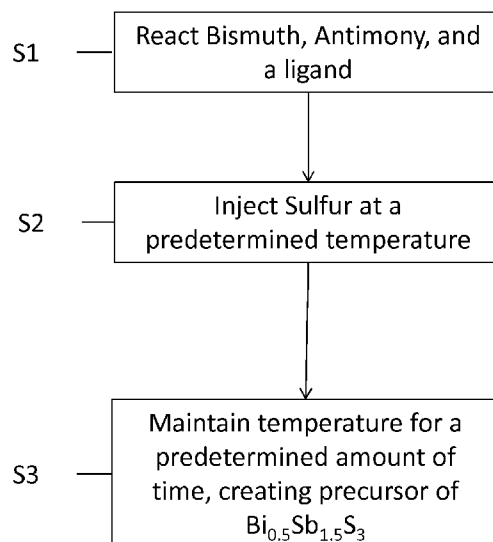 S1
React Bismuth, Antimony, and
a ligand
S2
Inject Sulfur at a
predetermined temperature
S3
Maintain temperature for a
predetermined amount of
time, creating precursor of
Bi₀.₅Sb₁.₅S₃